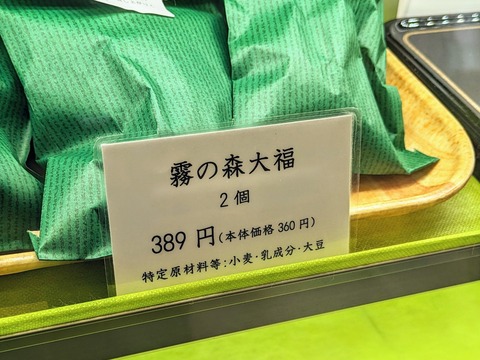 霧の森大福
2個
389円(本体価格360円)
特定原材料等:小麦・乳成分・大豆